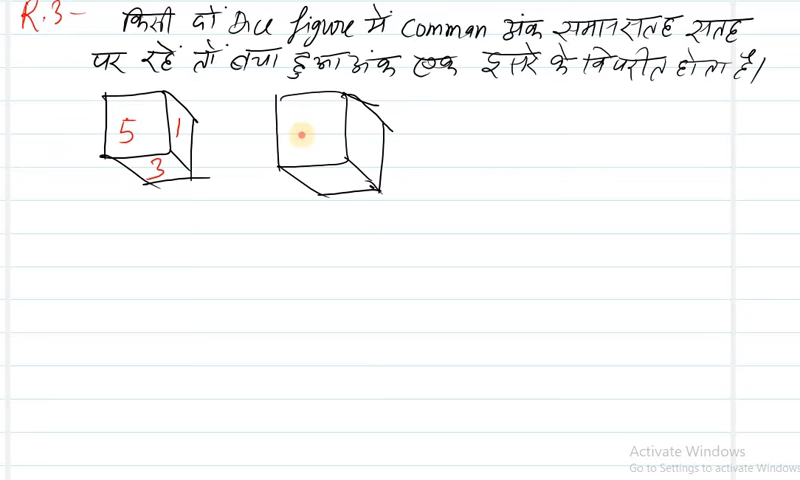 R.3- किसी दो Dice figure में comman अंक समान सतह सतह
पर रहें तो बचा हुआ अंक एक दूसरे के विपरीत होता है।
5 1
3
Activate Windows
Go to Settings to activate Windows